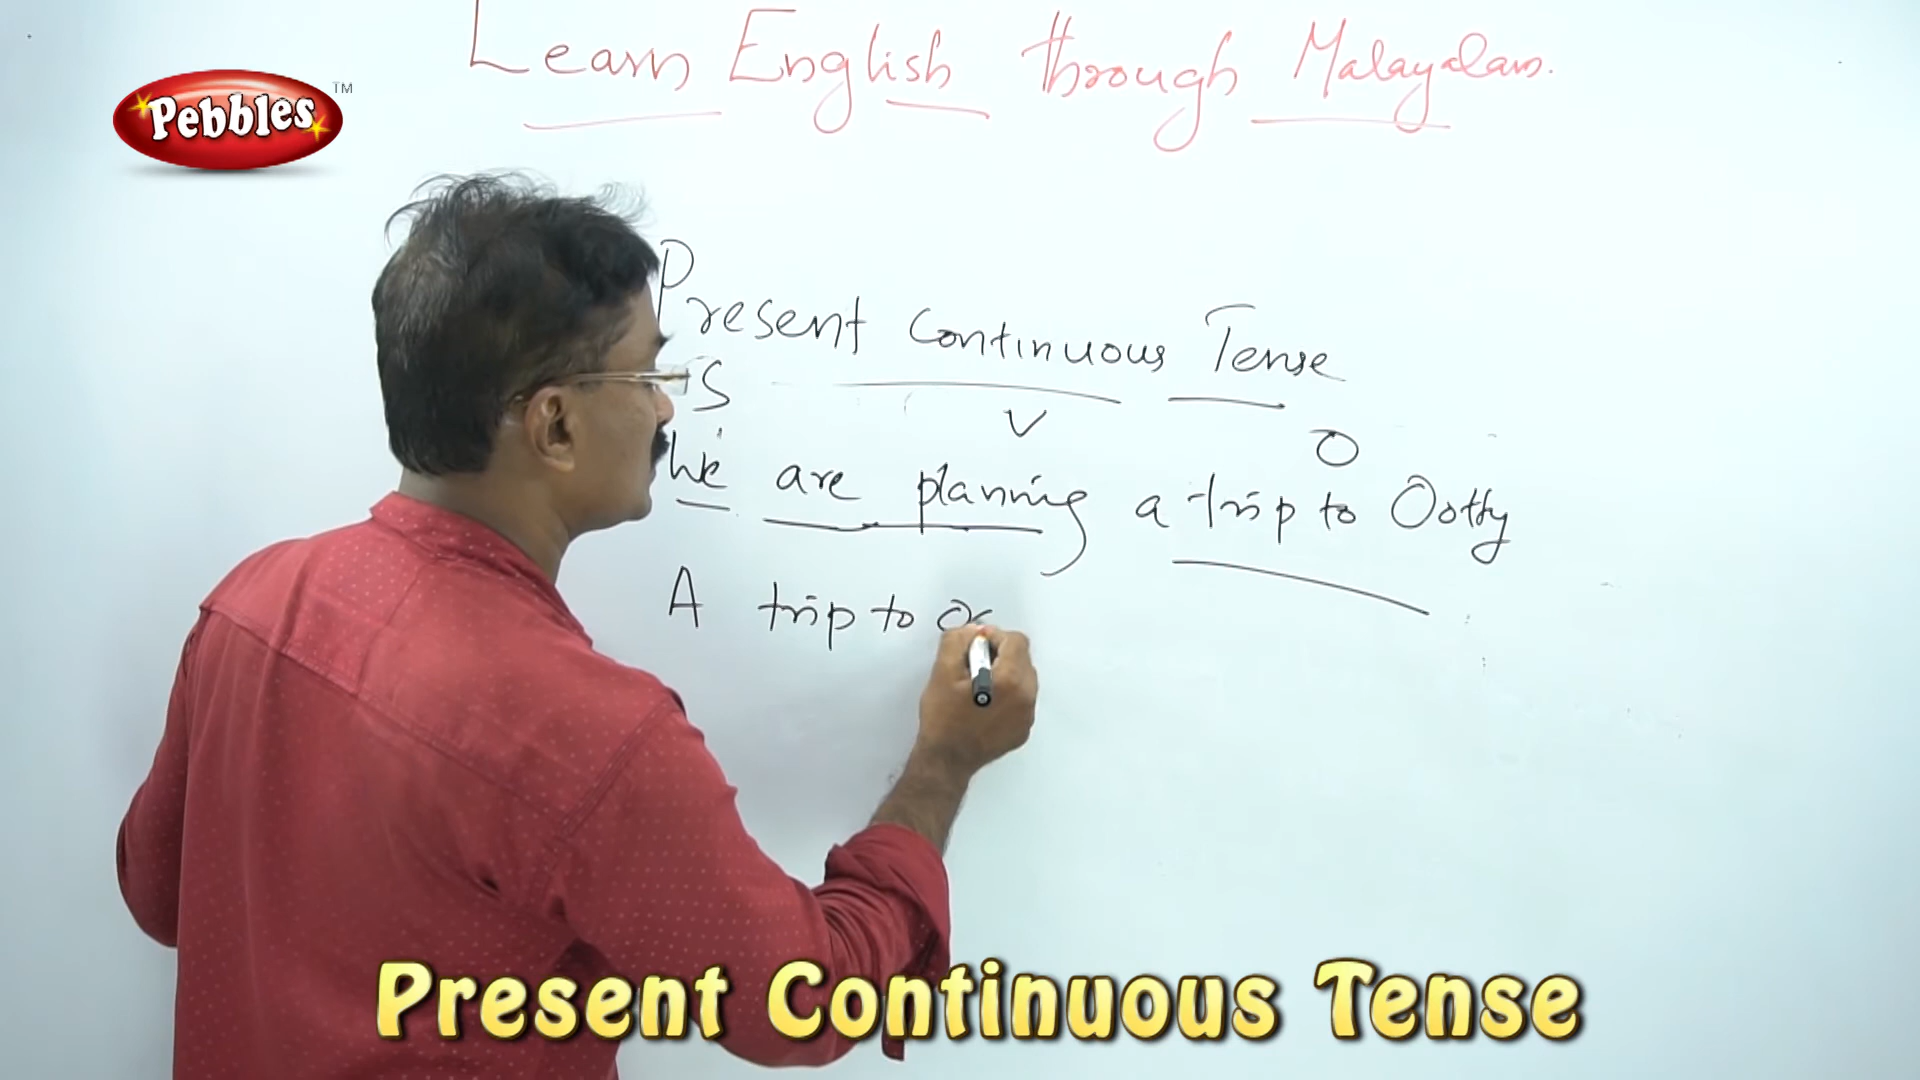 Learn English through Malayalam.
Pebbles TM
Present Continuous Tense
S V O
We are planning a trip to Ooty
A trip to
Present Continuous Tense